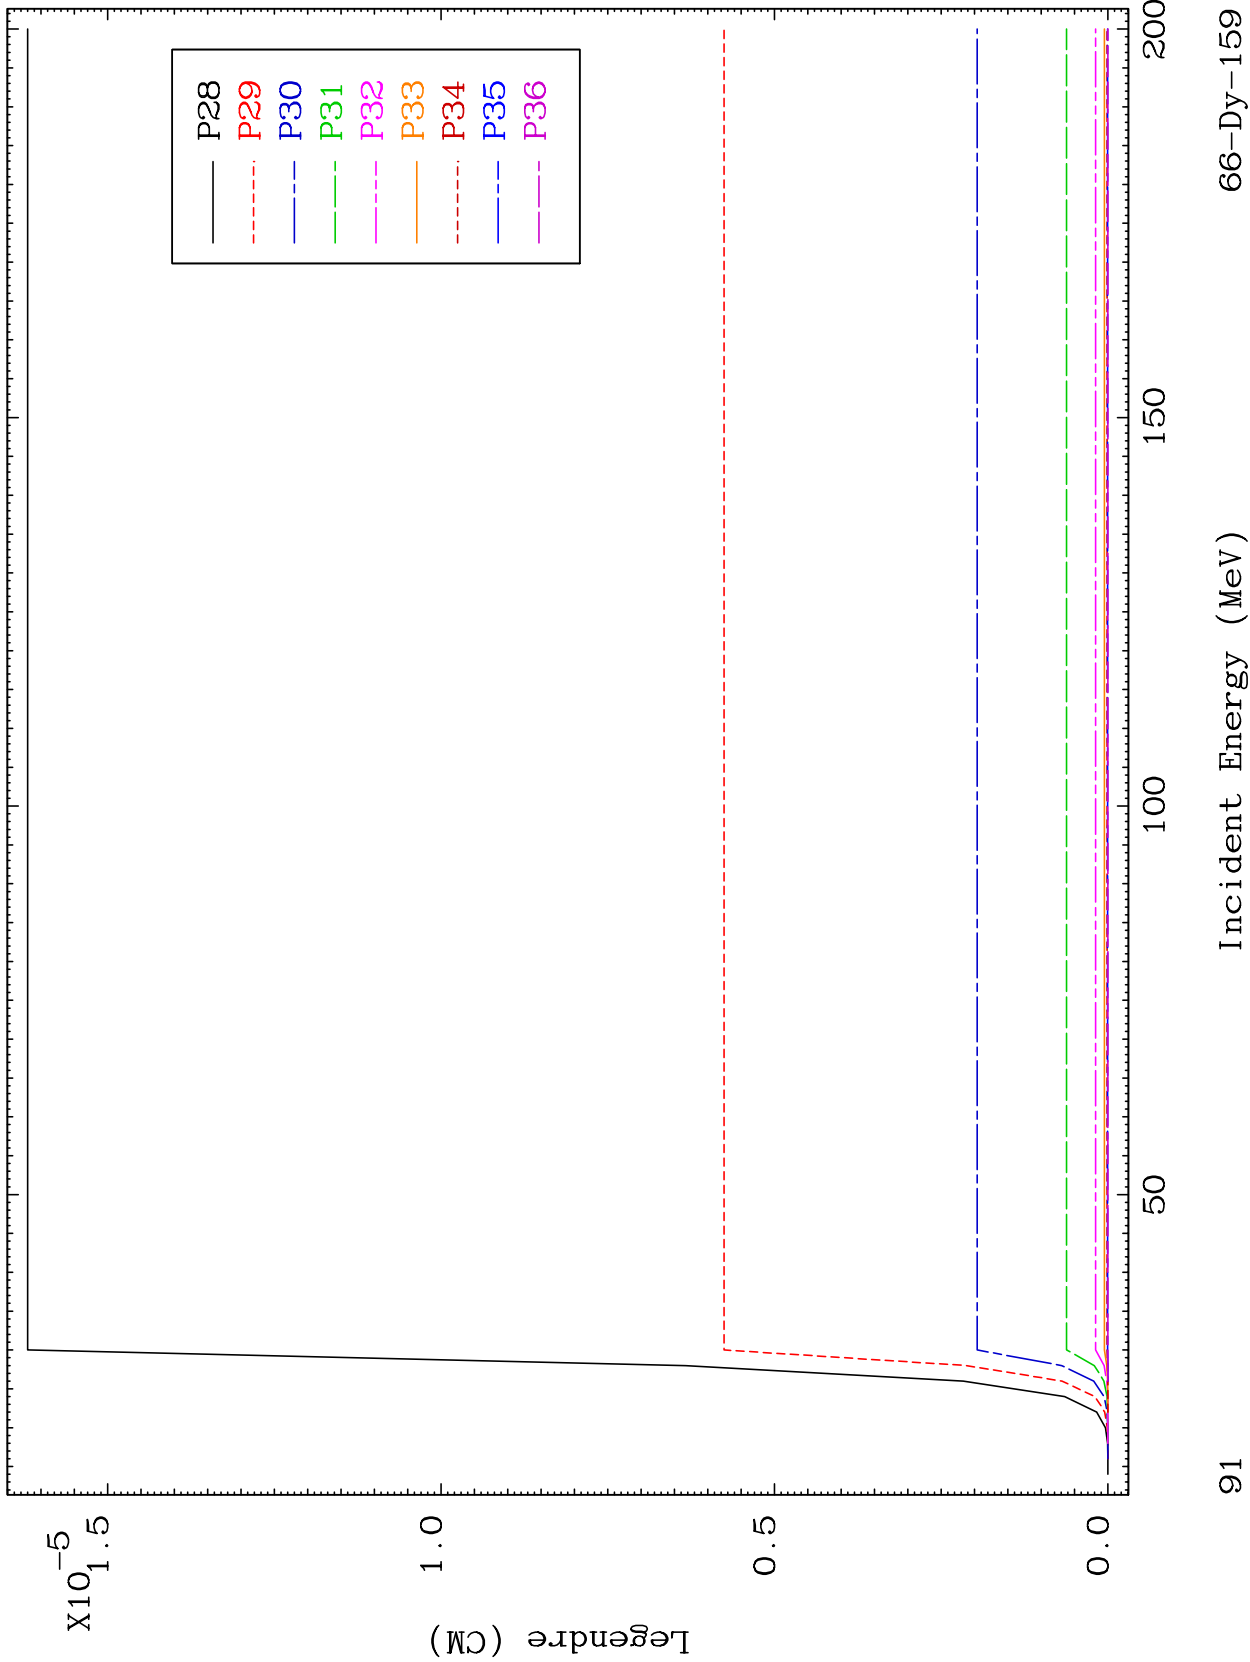 X10-5
1.5
1.0
0.5
0.0
Legendre (CM)
P28
P29
P30
P31
P32
P33
P34
P35
P36
50
100
150
200
Incident Energy (MeV)
91
66-Dy-159